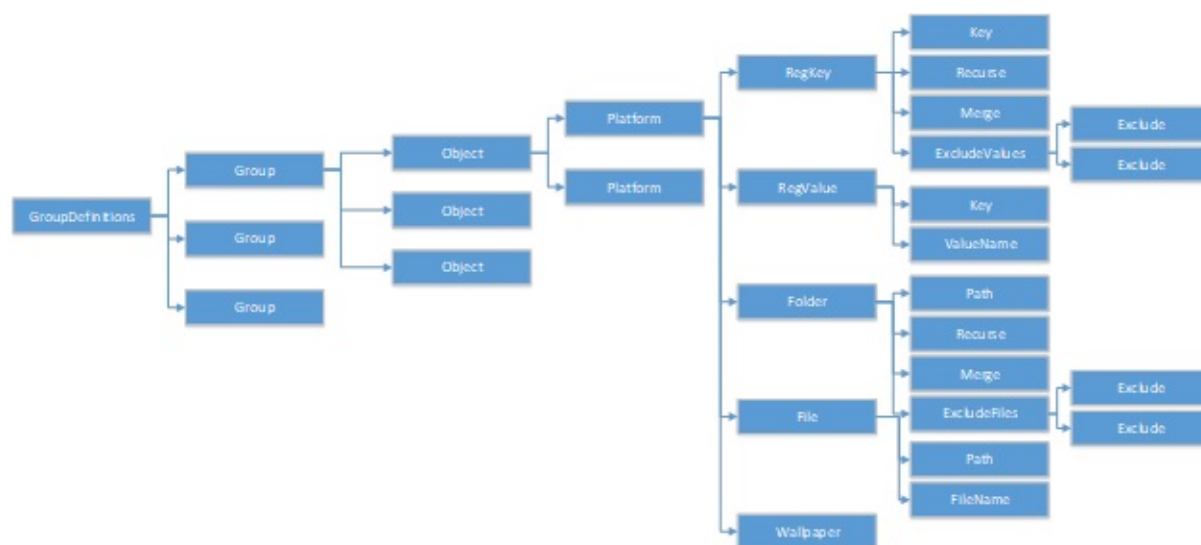 GroupDefinitions
Group
Group
Group
Object
Object
Object
Platform
Platform
RegKey
RegValue
Folder
File
Wallpaper
Key
Recurse
Merge
ExcludeValues
Key
ValueName
Path
Recurse
Merge
ExcludeFiles
Path
FileName
Exclude
Exclude
Exclude
Exclude